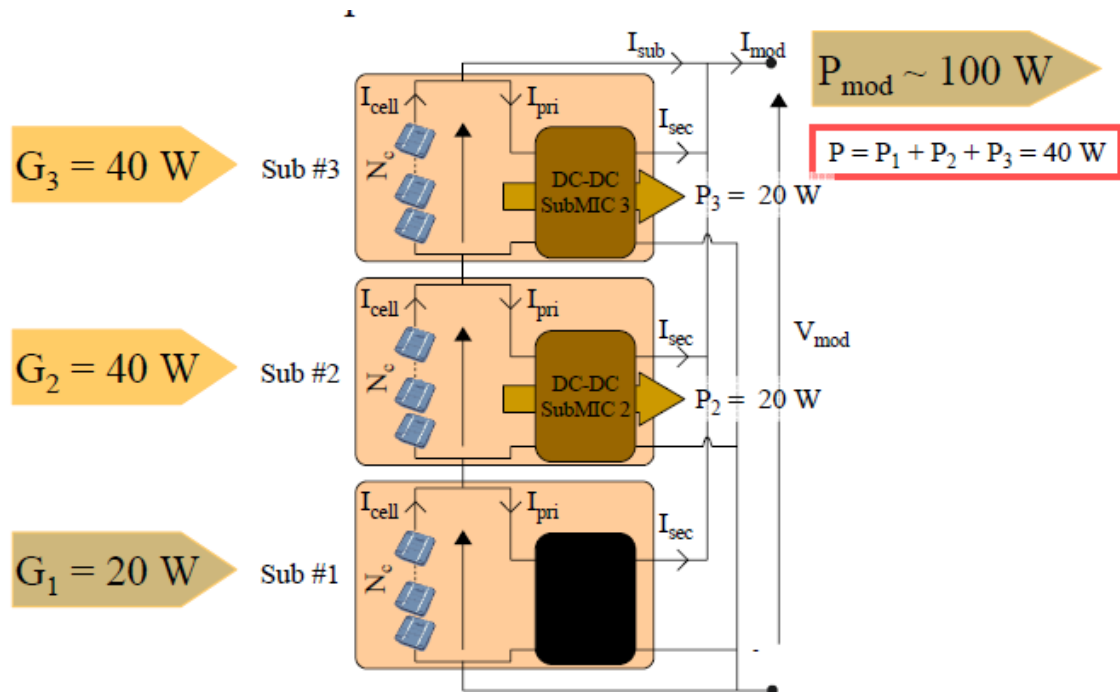 I_sub
I_mod
P_mod ~ 100 W
P = P_1 + P_2 + P_3 = 40 W
G_3 = 40 W
Sub #3
I_cell
I_pri
I_sec
N_c
DC-DC
SubMIC 3
P_3 = 20 W
G_2 = 40 W
Sub #2
I_cell
I_pri
I_sec
N_c
DC-DC
SubMIC 2
P_2 = 20 W
V_mod
G_1 = 20 W
Sub #1
I_cell
I_pri
I_sec
N_c